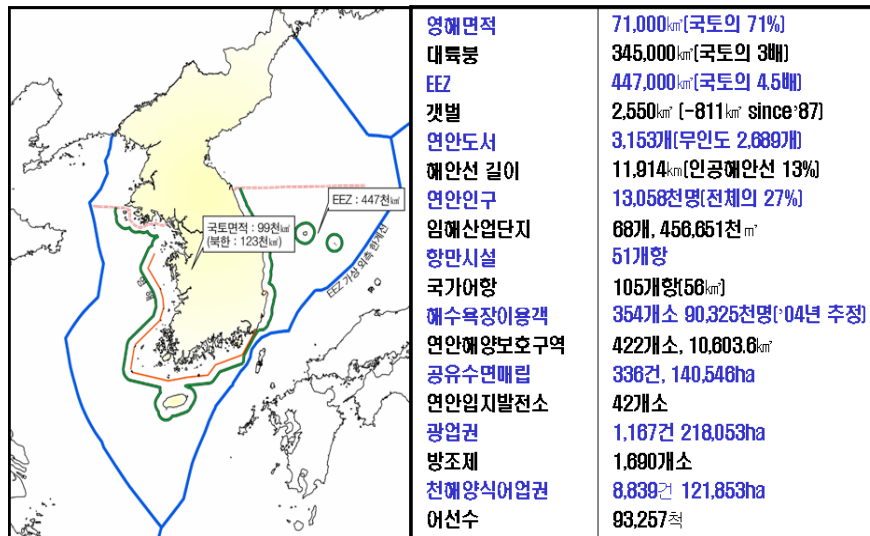 EEZ : 447천㎢
국토면적 : 99천㎢
(북한 : 123천㎢)
영해
EEZ 가상 외측 한계선
영해면적 71,000㎢(국토의 71%)
대륙붕 345,000㎢(국토의 3배)
EEZ 447,000㎢(국토의 4.5배)
갯벌 2,550㎢ (-811㎢ since'87)
연안도서 3,153개(무인도 2,689개)
해안선 길이 11,914㎞(인공해안선 13%)
연안인구 13,058천명(전체의 27%)
임해산업단지 68개, 456,651천㎡
항만시설 51개항
국가어항 105개항(56㎢)
해수욕장이용객 354개소 90,325천명('04년 추정)
연안해양보호구역 422개소, 10,603.6㎢
공유수면매립 336건, 140,546ha
연안입지발전소 42개소
광업권 1,167건 218,053ha
방조제 1,690개소
천해양식어업권 8,839건 121,853ha
어선수 93,257척